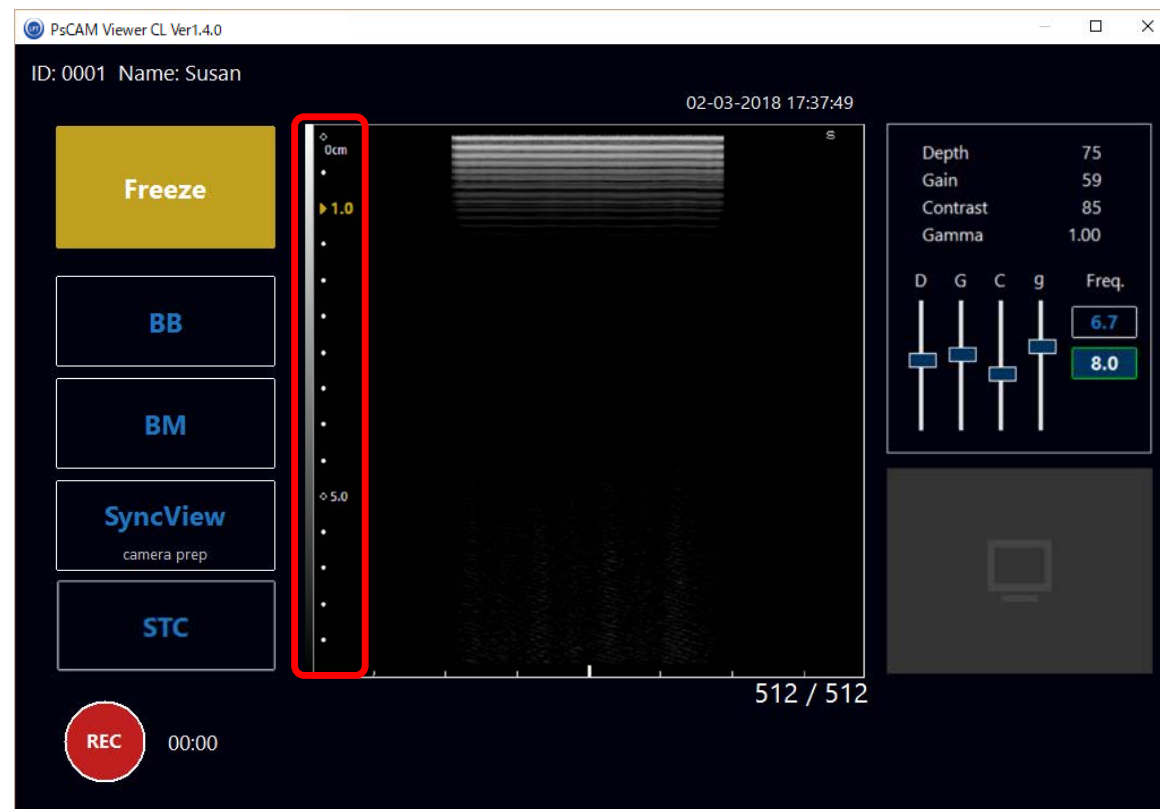 PsCAM Viewer CL Ver1.4.0
ID: 0001 Name: Susan
02-03-2018 17:37:49
Freeze
BB
BM
SyncView
camera prep
STC
REC
00:00
0cm
1.0
5.0
S
512 / 512
Depth 75
Gain 59
Contrast 85
Gamma 1.00
D G C g Freq.
6.7
8.0